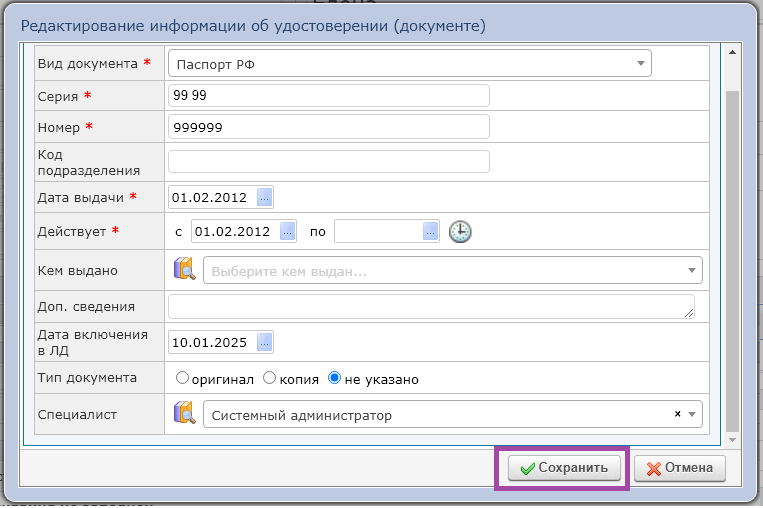 Редактирование информации об удостоверении (документе)
Вид документа * Паспорт РФ
Серия * 99 99
Номер * 999999
Код
подразделения
Дата выдачи * 01.02.2012 ...
Действует * с 01.02.2012 ... по ...
Кем выдано Выберите кем выдан...
Доп. сведения
Дата включения
в ЛД 10.01.2025 ...
Тип документа оригинал копия не указано
Специалист Системный администратор ×
Сохранить Отмена